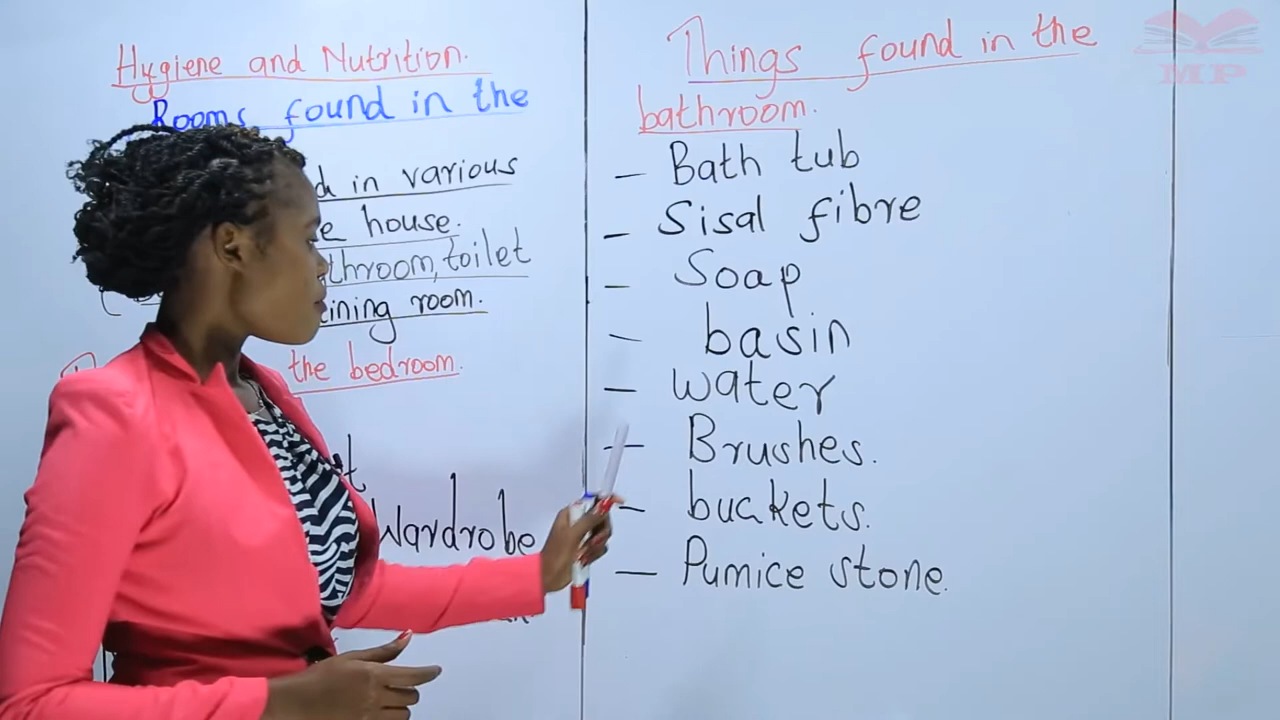 Hygiene and Nutrition.
Rooms found in the
in various
house.
throom, toilet
ining room.
the bedroom.
Wardrobe
Things found in the
bathroom.
– Bath tub
– Sisal fibre
– Soap
– basin
– water
– Brushes.
– buckets.
– Pumice stone.
MP